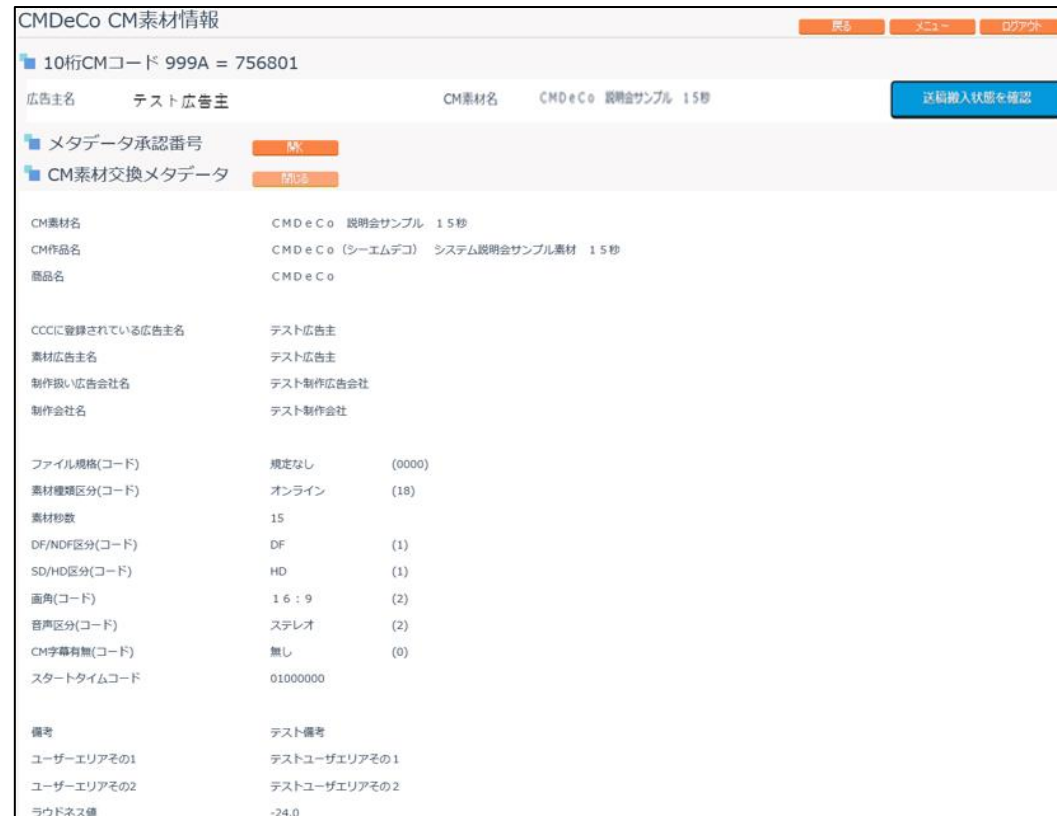 CMDeCo CM素材情報
戻る メニュー ログアウト
10桁CMコード 999A = 756801
広告主名 テスト広告主 CM素材名 CMDeCo 説明会サンプル 15秒 送稿搬入状態を確認
メタデータ承認番号 開く
CM素材交換メタデータ 閉じる
CM素材名 CMDeCo 説明会サンプル 15秒
CM作品名 CMDeCo(シーエムデコ) システム説明会サンプル素材 15秒
商品名 CMDeCo
CCCに登録されている広告主名 テスト広告主
素材広告主名 テスト広告主
制作扱い広告会社名 テスト制作広告会社
制作会社名 テスト制作会社
ファイル規格(コード) 規定なし (0000)
素材種類区分(コード) オンライン (18)
素材秒数 15
DF/NDF区分(コード) DF (1)
SD/HD区分(コード) HD (1)
画角(コード) 16:9 (2)
音声区分(コード) ステレオ (2)
CM字幕有無(コード) 無し (0)
スタートタイムコード 01000000
備考 テスト備考
ユーザーエリアその1 テストユーザエリアその1
ユーザーエリアその2 テストユーザエリアその2
ラウドネス値 -24.0